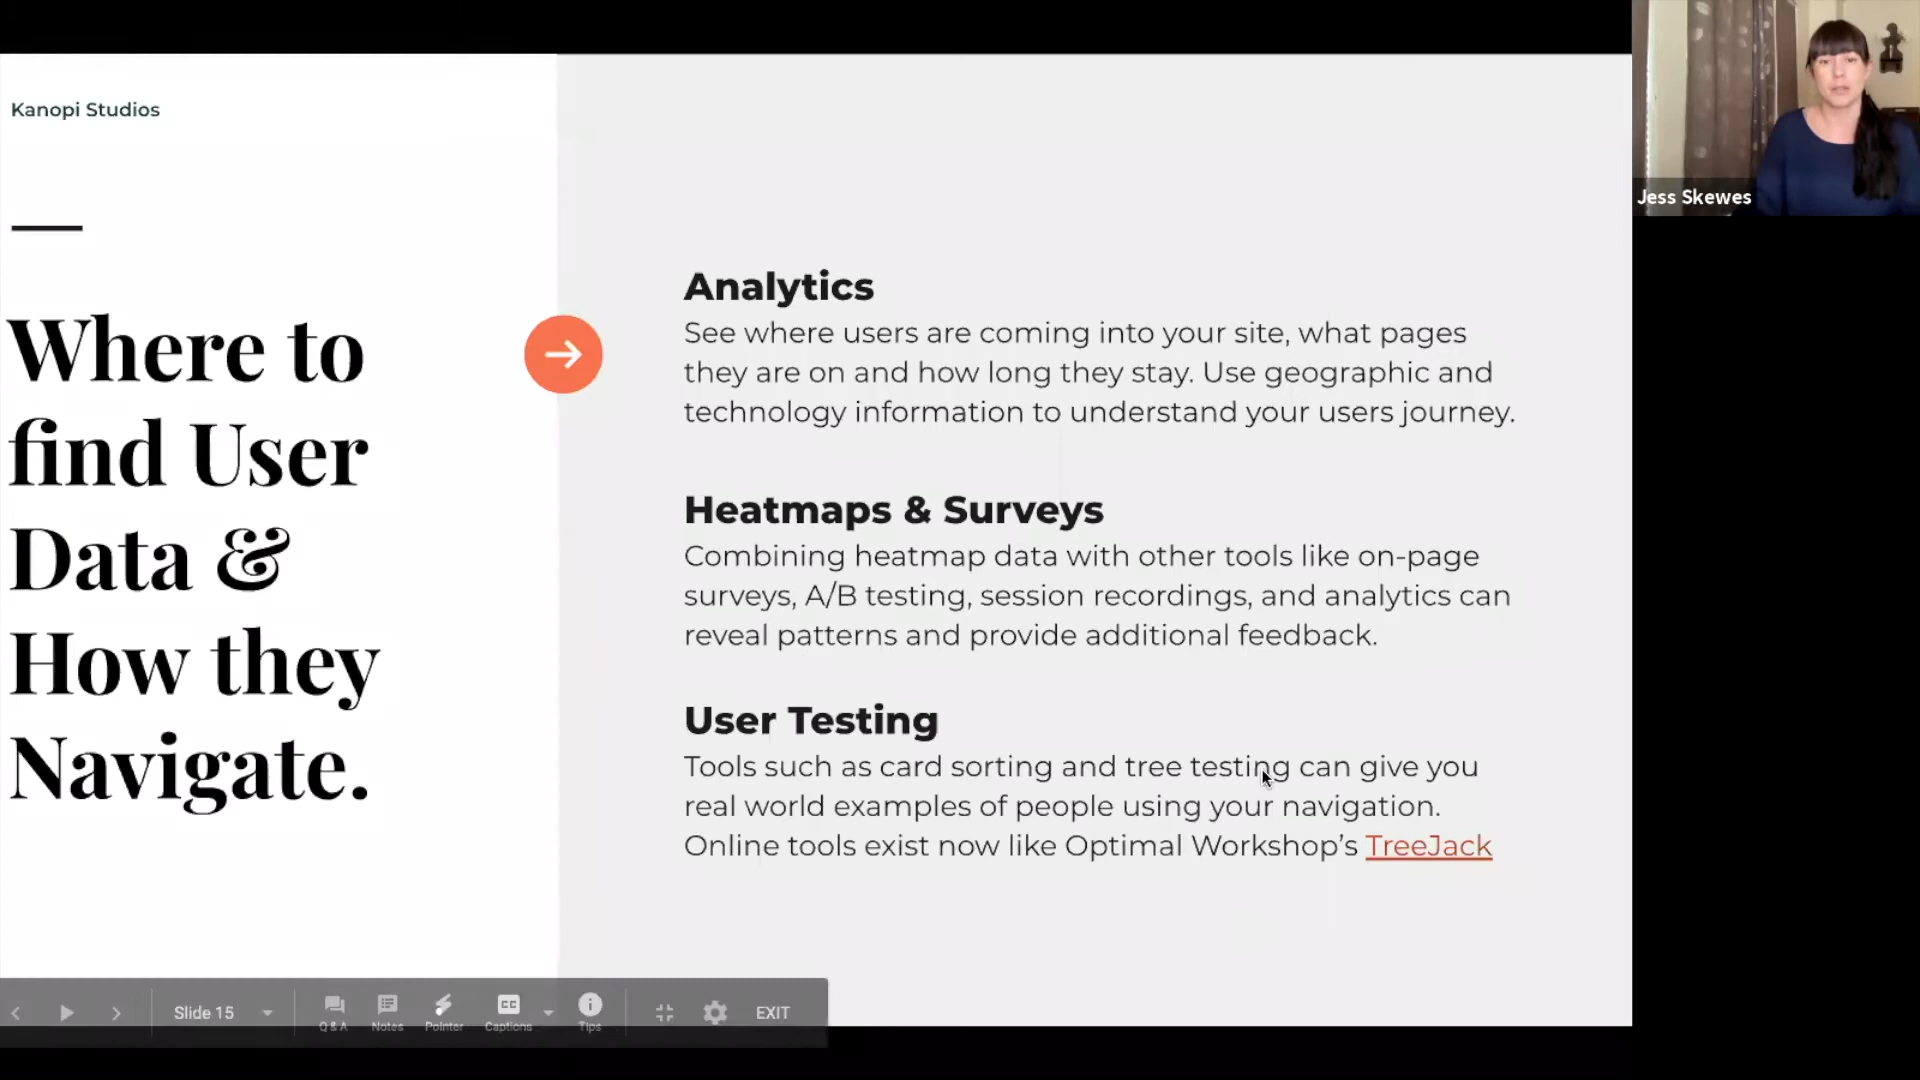 Kanopi Studios
Where to
find User
Data &
How they
Navigate.
Analytics
See where users are coming into your site, what pages
they are on and how long they stay. Use geographic and
technology information to understand your users journey.
Heatmaps & Surveys
Combining heatmap data with other tools like on-page
surveys, A/B testing, session recordings, and analytics can
reveal patterns and provide additional feedback.
User Testing
Tools such as card sorting and tree testing can give you
real world examples of people using your navigation.
Online tools exist now like Optimal Workshop’s TreeJack
Jess Skewes
Slide 15
Q & A
Notes
Pointer
CC
Captions
Tips
EXIT